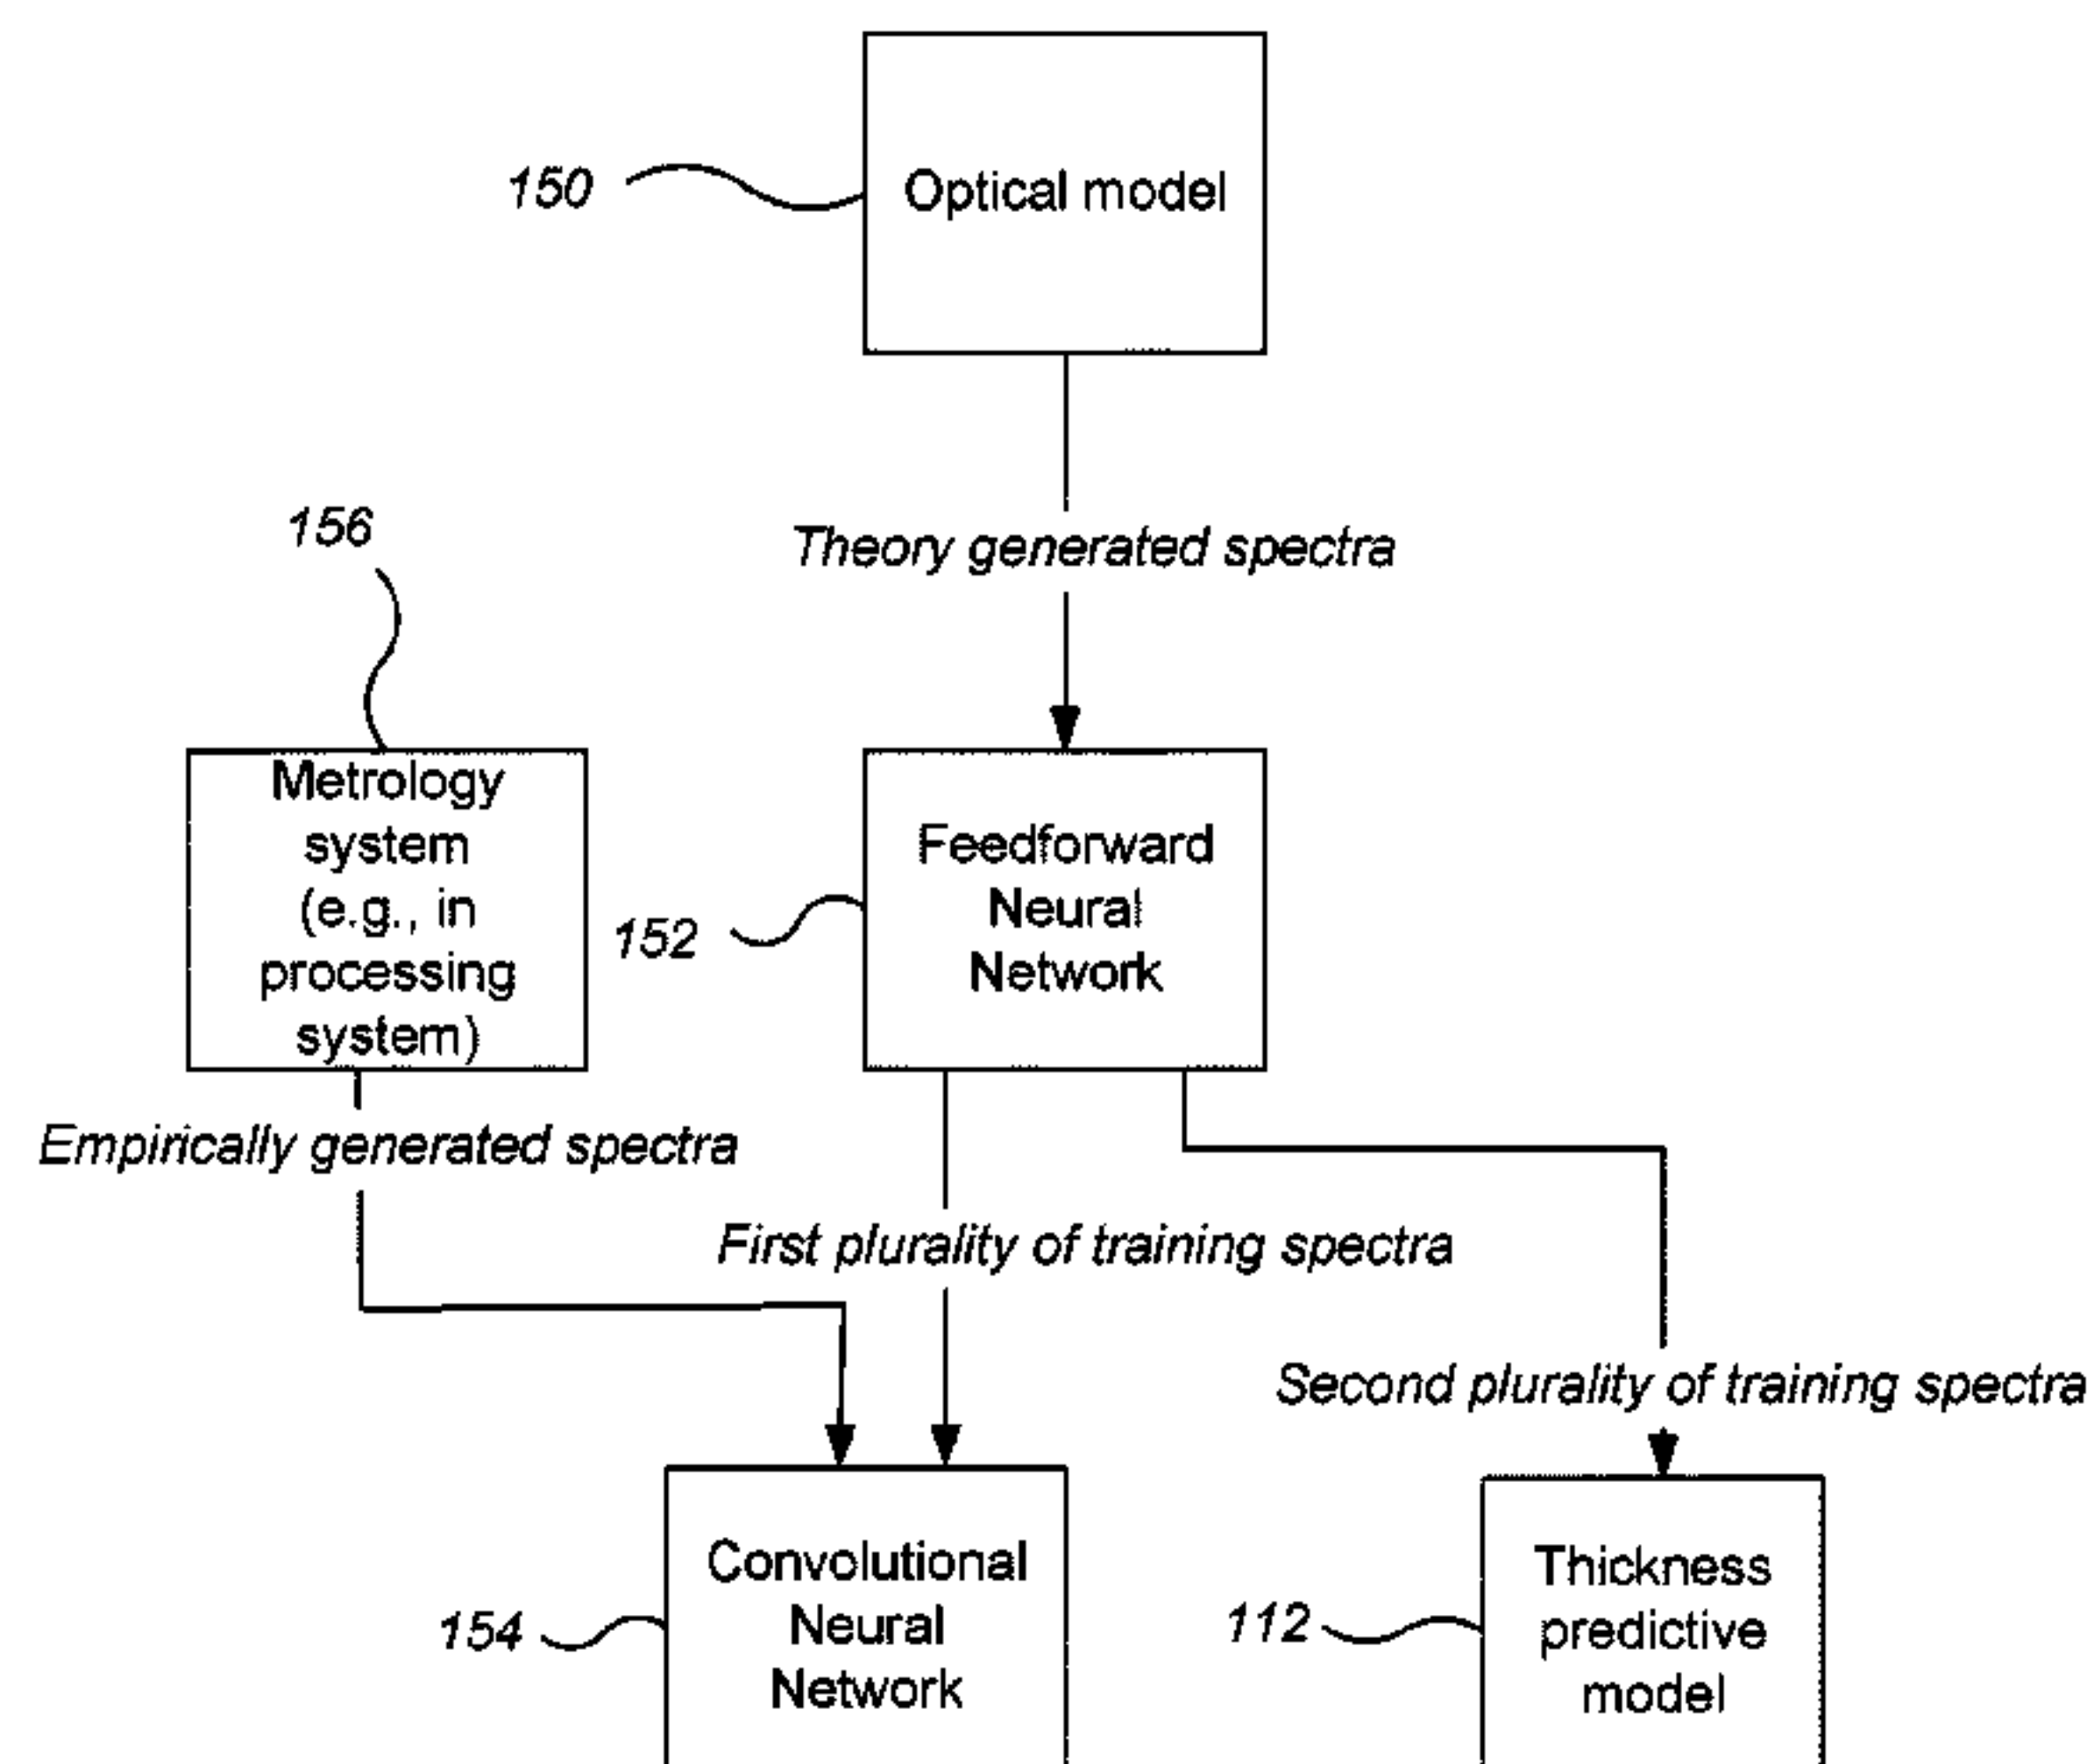 150
Optical model
Theory generated spectra
156
Metrology
system
(e.g., in
processing
system)
152
Feedforward
Neural
Network
Empirically generated spectra
First plurality of training spectra
Second plurality of training spectra
154
Convolutional
Neural
Network
112
Thickness
predictive
model